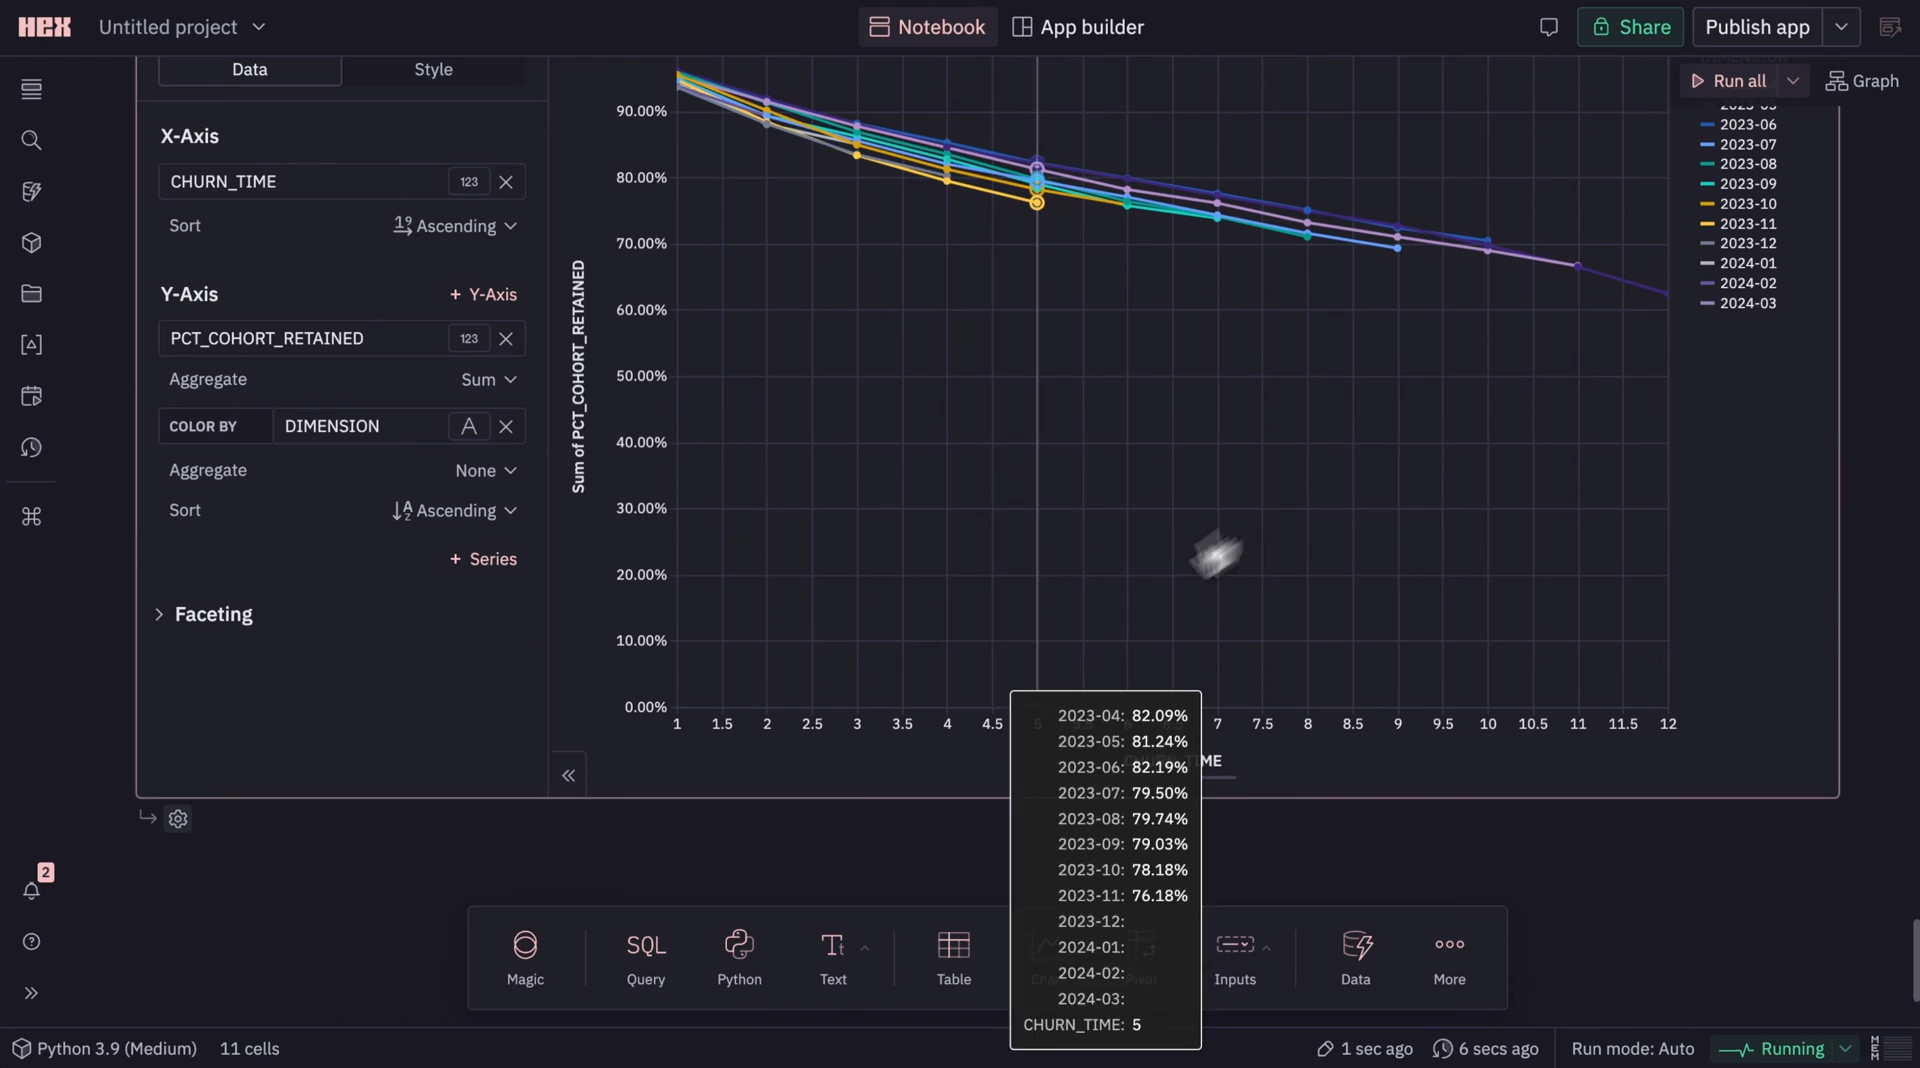 HEX
Untitled project
Notebook
App builder
Share
Publish app
Data
Style
Run all
Graph
X-Axis
CHURN_TIME
123
Sort
Ascending
Y-Axis
+ Y-Axis
PCT_COHORT_RETAINED
123
Aggregate
Sum
COLOR BY
DIMENSION
A
Aggregate
None
Sort
Ascending
+ Series
Faceting
Sum of PCT_COHORT_RETAINED
90.00%
80.00%
70.00%
60.00%
50.00%
40.00%
30.00%
20.00%
10.00%
0.00%
1 1.5 2 2.5 3 3.5 4 4.5 5 7 7.5 8 8.5 9 9.5 10 10.5 11 11.5 12
2023-06
2023-07
2023-08
2023-09
2023-10
2023-11
2023-12
2024-01
2024-02
2024-03
2023-04: 82.09%
2023-05: 81.24%
2023-06: 82.19%
2023-07: 79.50%
2023-08: 79.74%
2023-09: 79.03%
2023-10: 78.18%
2023-11: 76.18%
2023-12:
2024-01:
2024-02:
2024-03:
CHURN_TIME: 5
2
Magic
SQL
Query
Python
Tt
Text
Table
Inputs
Data
More
Python 3.9 (Medium)
11 cells
1 sec ago
6 secs ago
Run mode: Auto
Running
MEM